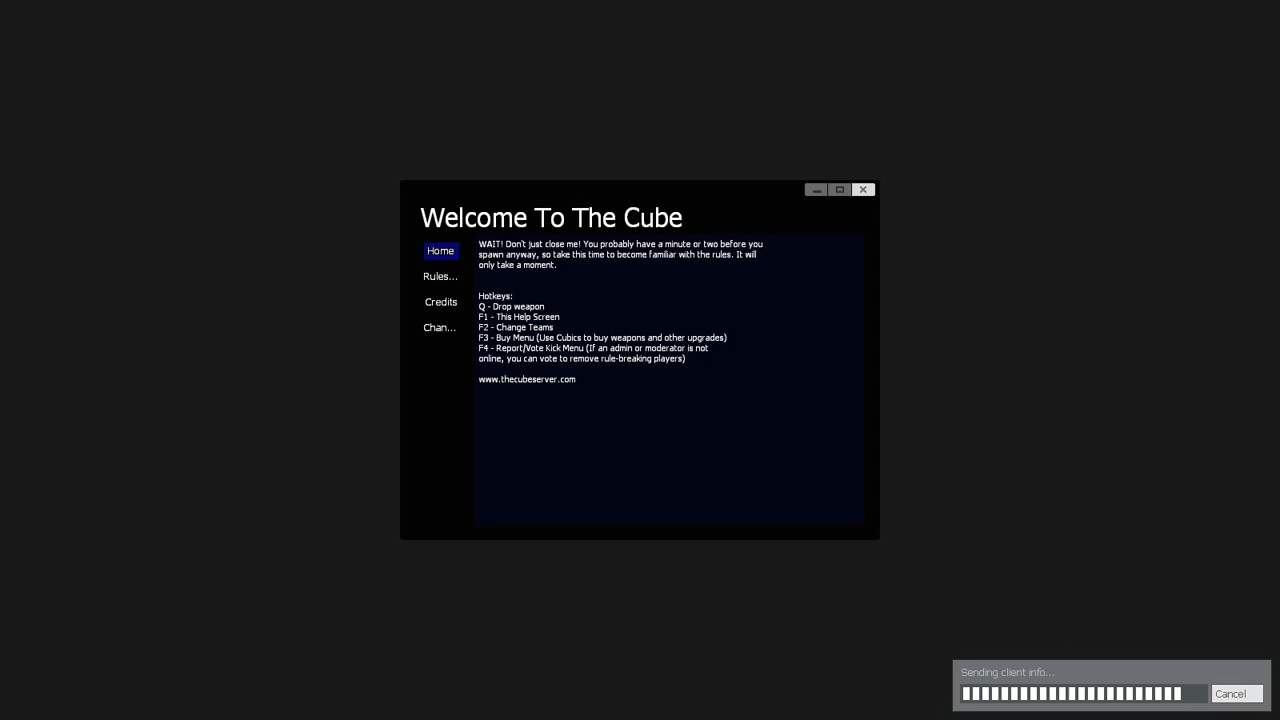 Welcome To The Cube
Home
Rules...
Credits
Chan...
WAIT! Don't just close me! You probably have a minute or two before you
spawn anyway, so take this time to become familiar with the rules. It will
only take a moment.
Hotkeys:
Q - Drop weapon
F1 - This Help Screen
F2 - Change Teams
F3 - Buy Menu (Use Cubics to buy weapons and other upgrades)
F4 - Report/Vote Kick Menu (If an admin or moderator is not
online, you can vote to remove rule-breaking players)
www.thecubeserver.com
Sending client info...
Cancel